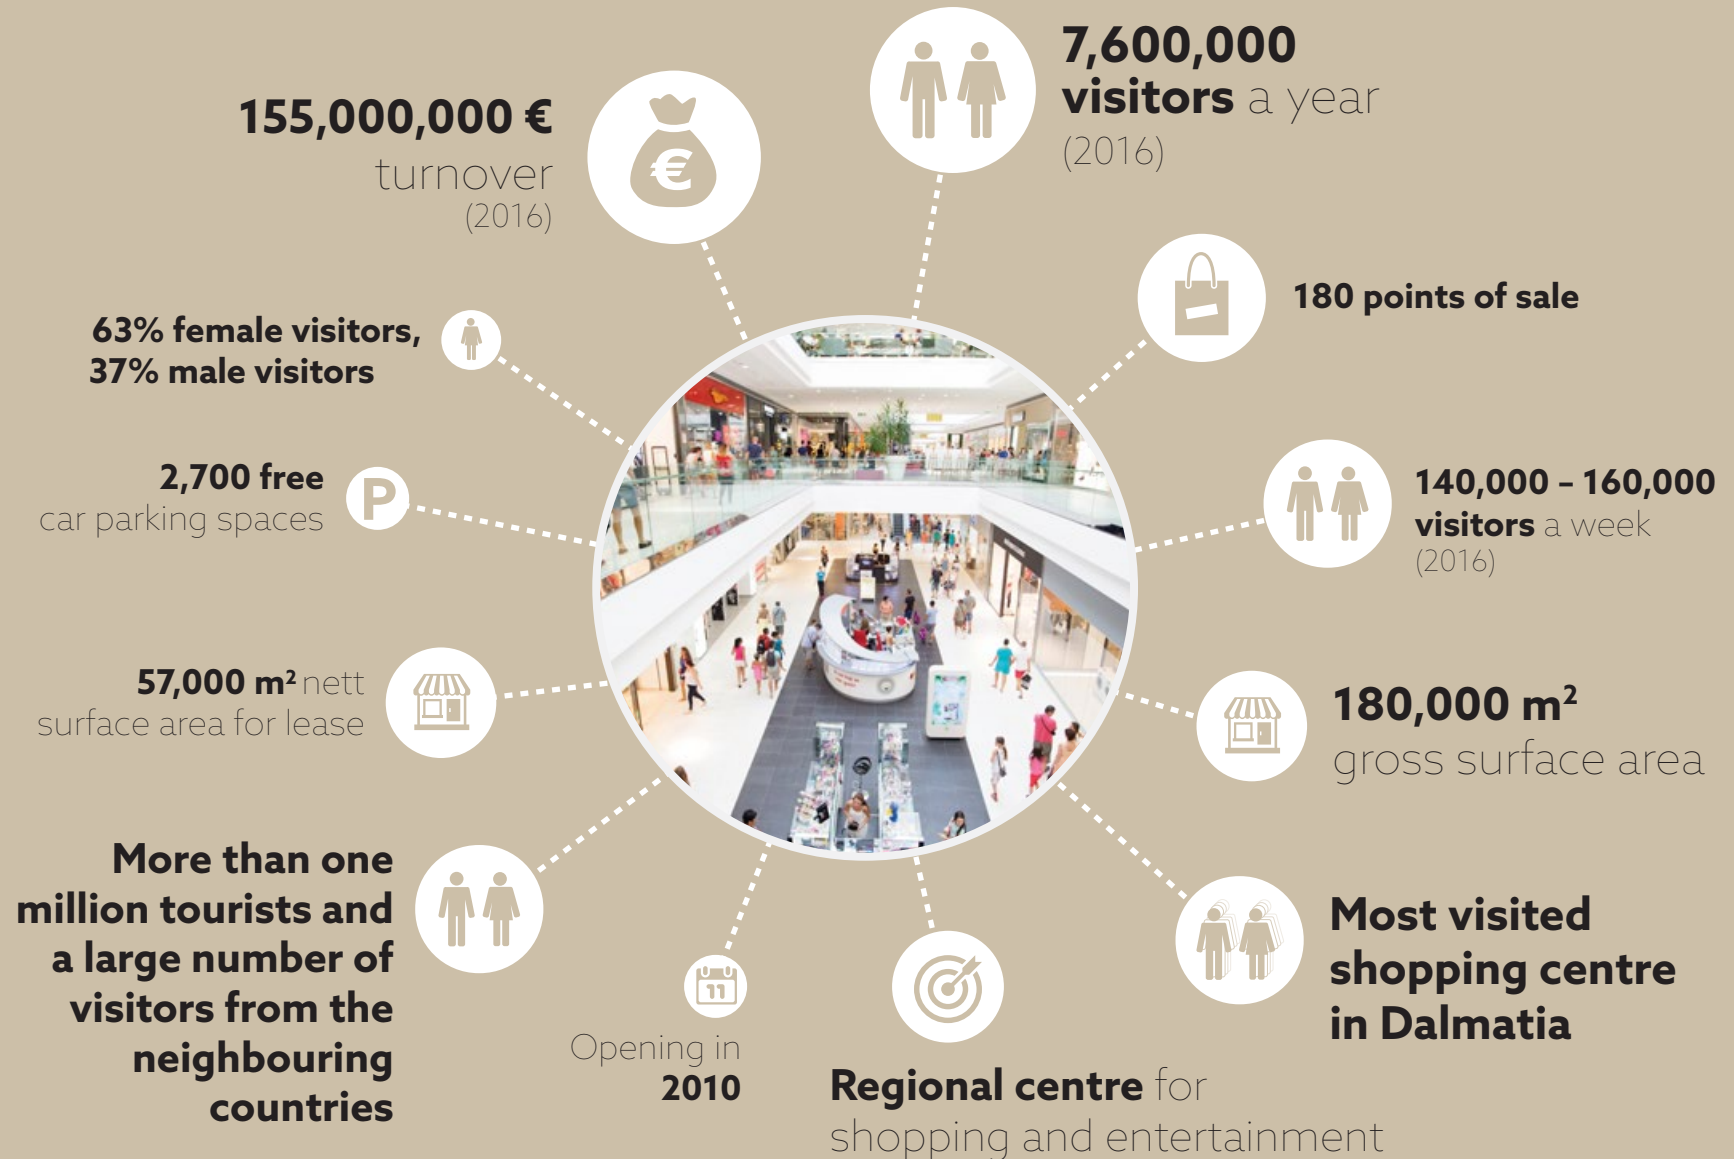 7,600,000
visitors a year
(2016)
155,000,000 €
turnover
(2016)
€
180 points of sale
63% female visitors,
37% male visitors
2,700 free
car parking spaces
P
140,000 – 160,000
visitors a week
(2016)
57,000 m² nett
surface area for lease
180,000 m²
gross surface area
More than one
million tourists and
a large number of
visitors from the
neighbouring
countries
Most visited
shopping centre
in Dalmatia
11
Opening in
2010
Regional centre for
shopping and entertainment